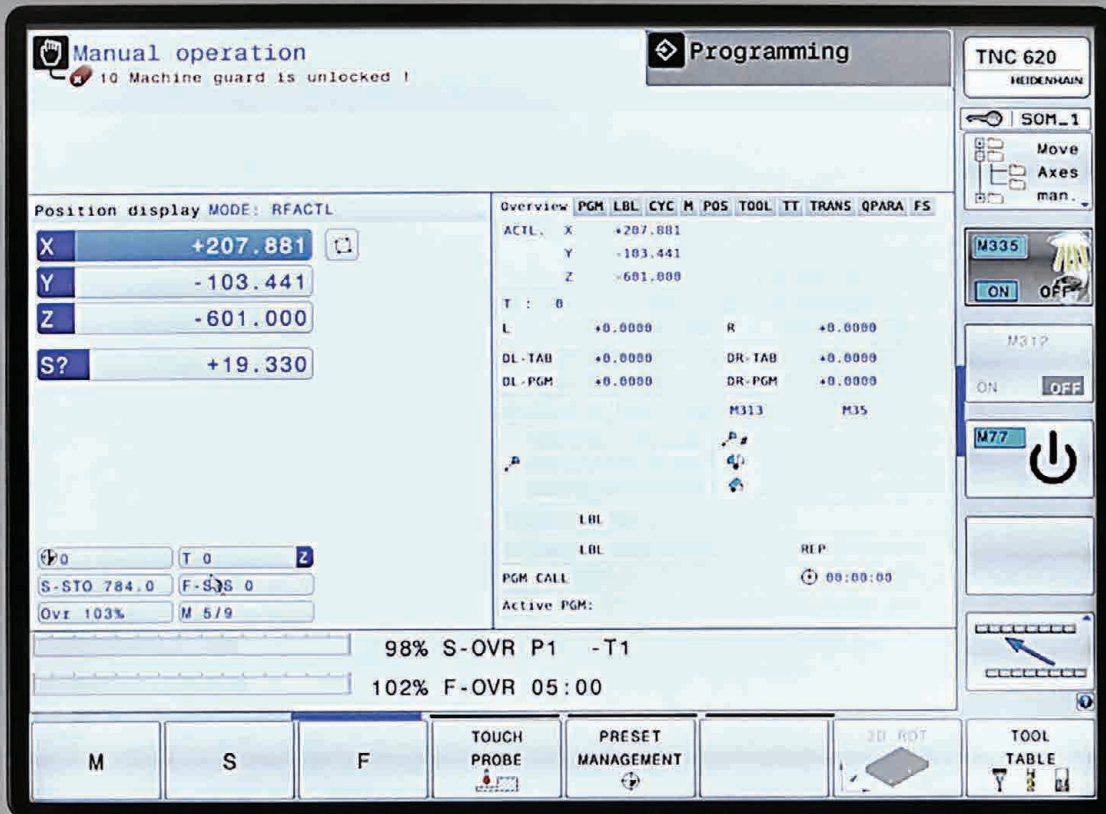 Manual operation
10 Machine guard is unlocked !
Programming
TNC 620
HEIDENHAIN
SOM_1
Move
Axes
man.
Position display MODE: RFACTL
X +207.881
Y -103.441
Z -601.000
S? +19.330
0
T 0 Z
S-STO 784.0
F-SOS 0
Ovr 103%
M 5/9
Overview PGM LBL CYC M POS TOOL TT TRANS QPARA FS
ACTL. X +207.881
Y -103.441
Z -601.000
T : 0
L +0.0000 R +0.0000
DL-TAB +0.0000 DR-TAB +0.0000
DL-PGM +0.0000 DR-PGM +0.0000
M313 M35
LBL
LBL REP
PGM CALL 00:00:00
Active PGM:
M335
ON OFF
M312
ON OFF
M77
98% S-OVR P1 -T1
102% F-OVR 05:00
M
S
F
TOUCH
PROBE
PRESET
MANAGEMENT
2D ROT
TOOL
TABLE